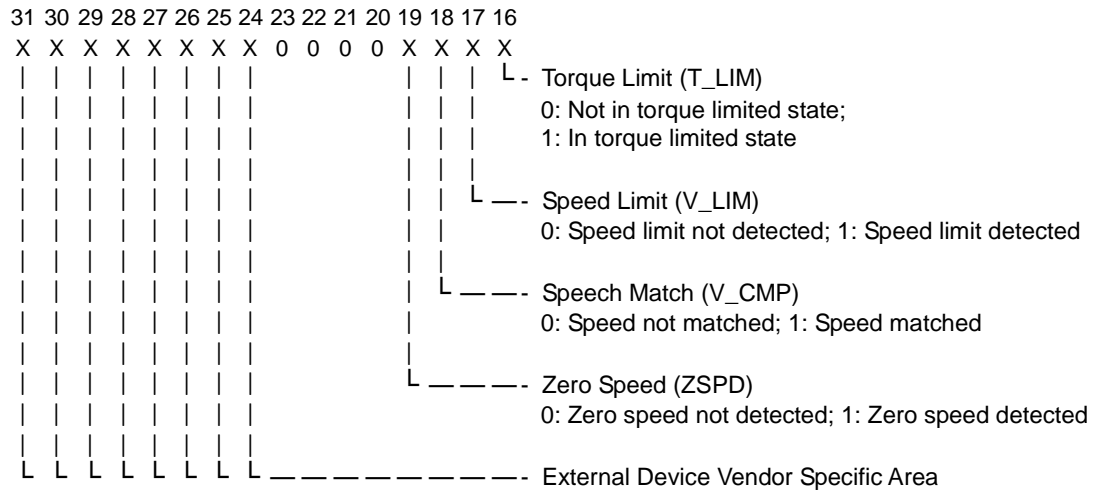 31 30 29 28 27 26 25 24 23 22 21 20 19 18 17 16
X X X X X X X X 0 0 0 0 X X X X
Torque Limit (T_LIM)
0: Not in torque limited state;
1: In torque limited state
Speed Limit (V_LIM)
0: Speed limit not detected; 1: Speed limit detected
Speech Match (V_CMP)
0: Speed not matched; 1: Speed matched
Zero Speed (ZSPD)
0: Zero speed not detected; 1: Zero speed detected
External Device Vendor Specific Area